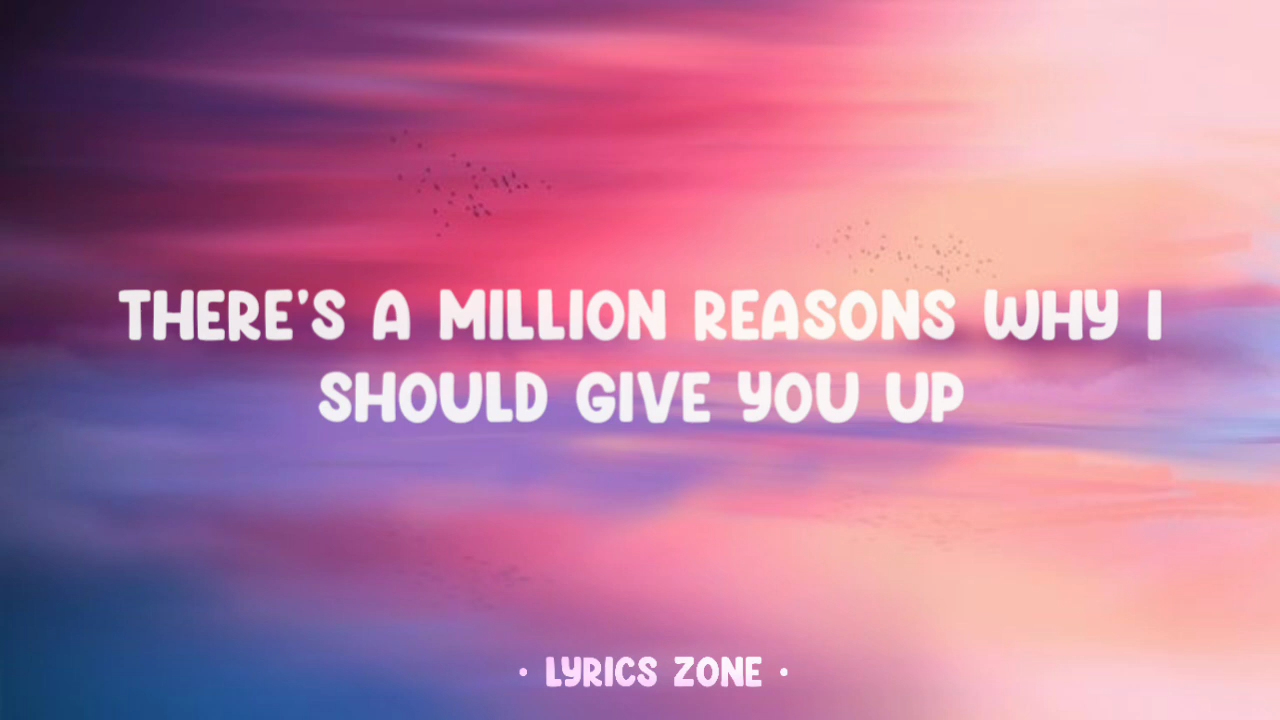 THERE'S A MILLION REASONS WHY I
SHOULD GIVE YOU UP
• LYRICS ZONE •